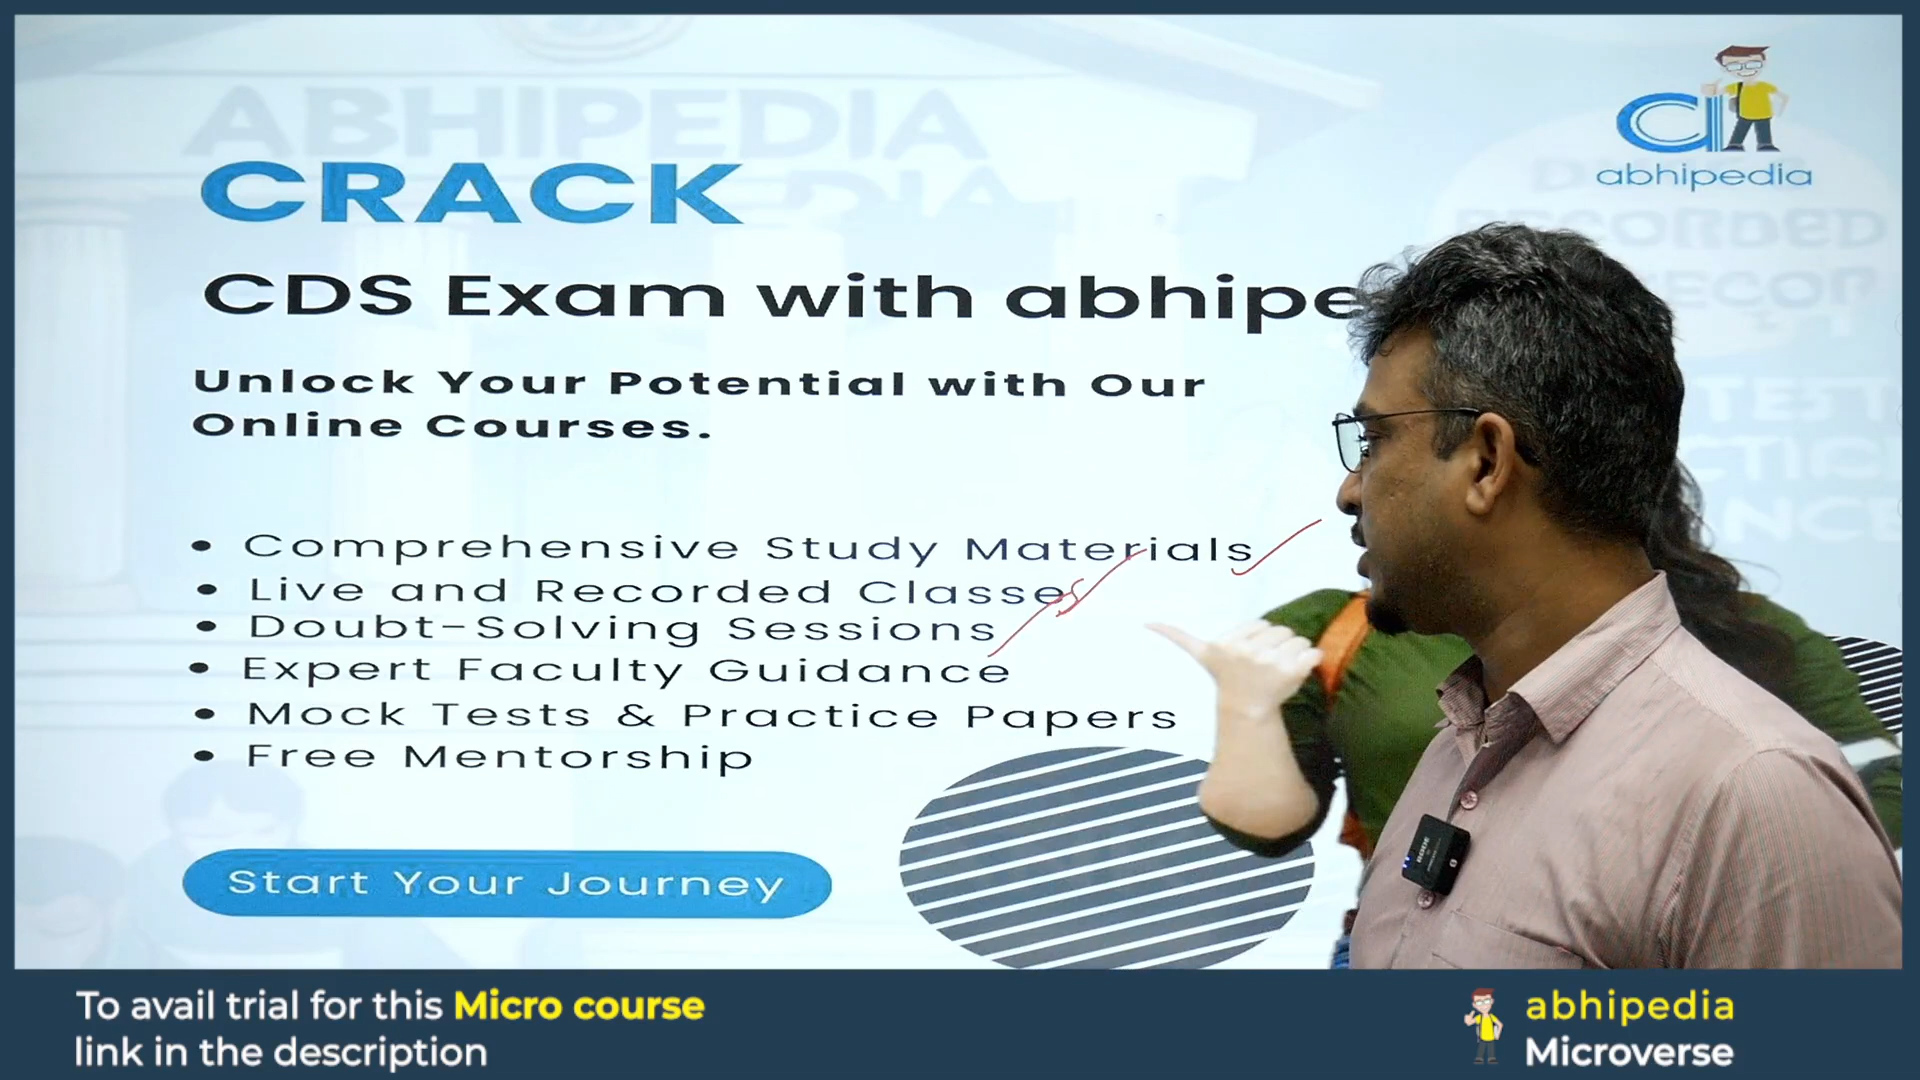 ABHIPEDIA
CRACK
CDS Exam with abhipe
Unlock Your Potential with Our
Online Courses.
• Comprehensive Study Materials
• Live and Recorded Classes
• Doubt-Solving Sessions
• Expert Faculty Guidance
• Mock Tests & Practice Papers
• Free Mentorship
Start Your Journey
abhipedia
To avail trial for this Micro course
link in the description
abhipedia
Microverse